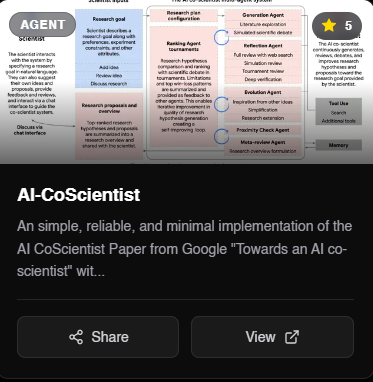 Scientist inputs
The AI co-scientist multi-agent system
AGENT
5
Scientist
The scientist interacts
with the system by
specifying a research
goal in natural language.
They can also suggest
their own ideas and
proposals, provide
feedback and reviews,
and interact via a chat
interface to guide the
co-scientist system.
Discuss via
chat interface
Research goal
Scientist describes a
research goal along with
preferences, experiment
constraints, and other
attributes.
Add idea
Review idea
Discuss research
Research proposals and
overview
Top-ranked research
hypotheses and proposals
are summarized into a
research overview and
shared with the scientist.
Research plan
configuration
Ranking Agent
tournaments
Research hypotheses
comparison and ranking
with scientific debate in
tournaments. Limitations
and top win-loss patterns
are summarized and
provided as feedback to
other agents. This enables
iterative improvement in
quality of research
hypothesis generation
creating a
self-improving loop.
Generation Agent
Literature exploration
Simulated scientific debate
Reflection Agent
Full review with web search
Simulation review
Tournament review
Deep verification
Evolution Agent
Inspiration from other ideas
Simplification
Research extension
Proximity Check Agent
Meta-review Agent
Research overview formulation
The AI co-scientist
continuously generates,
reviews, debates, and
improves research
hypotheses and
proposals toward the
research goal provided
by the scientist.
Tool Use
Search
Additional tools
Memory
AI-CoScientist
An simple, reliable, and minimal implementation of the
AI CoScientist Paper from Google "Towards an AI co-
scientist" wit...
Share
View